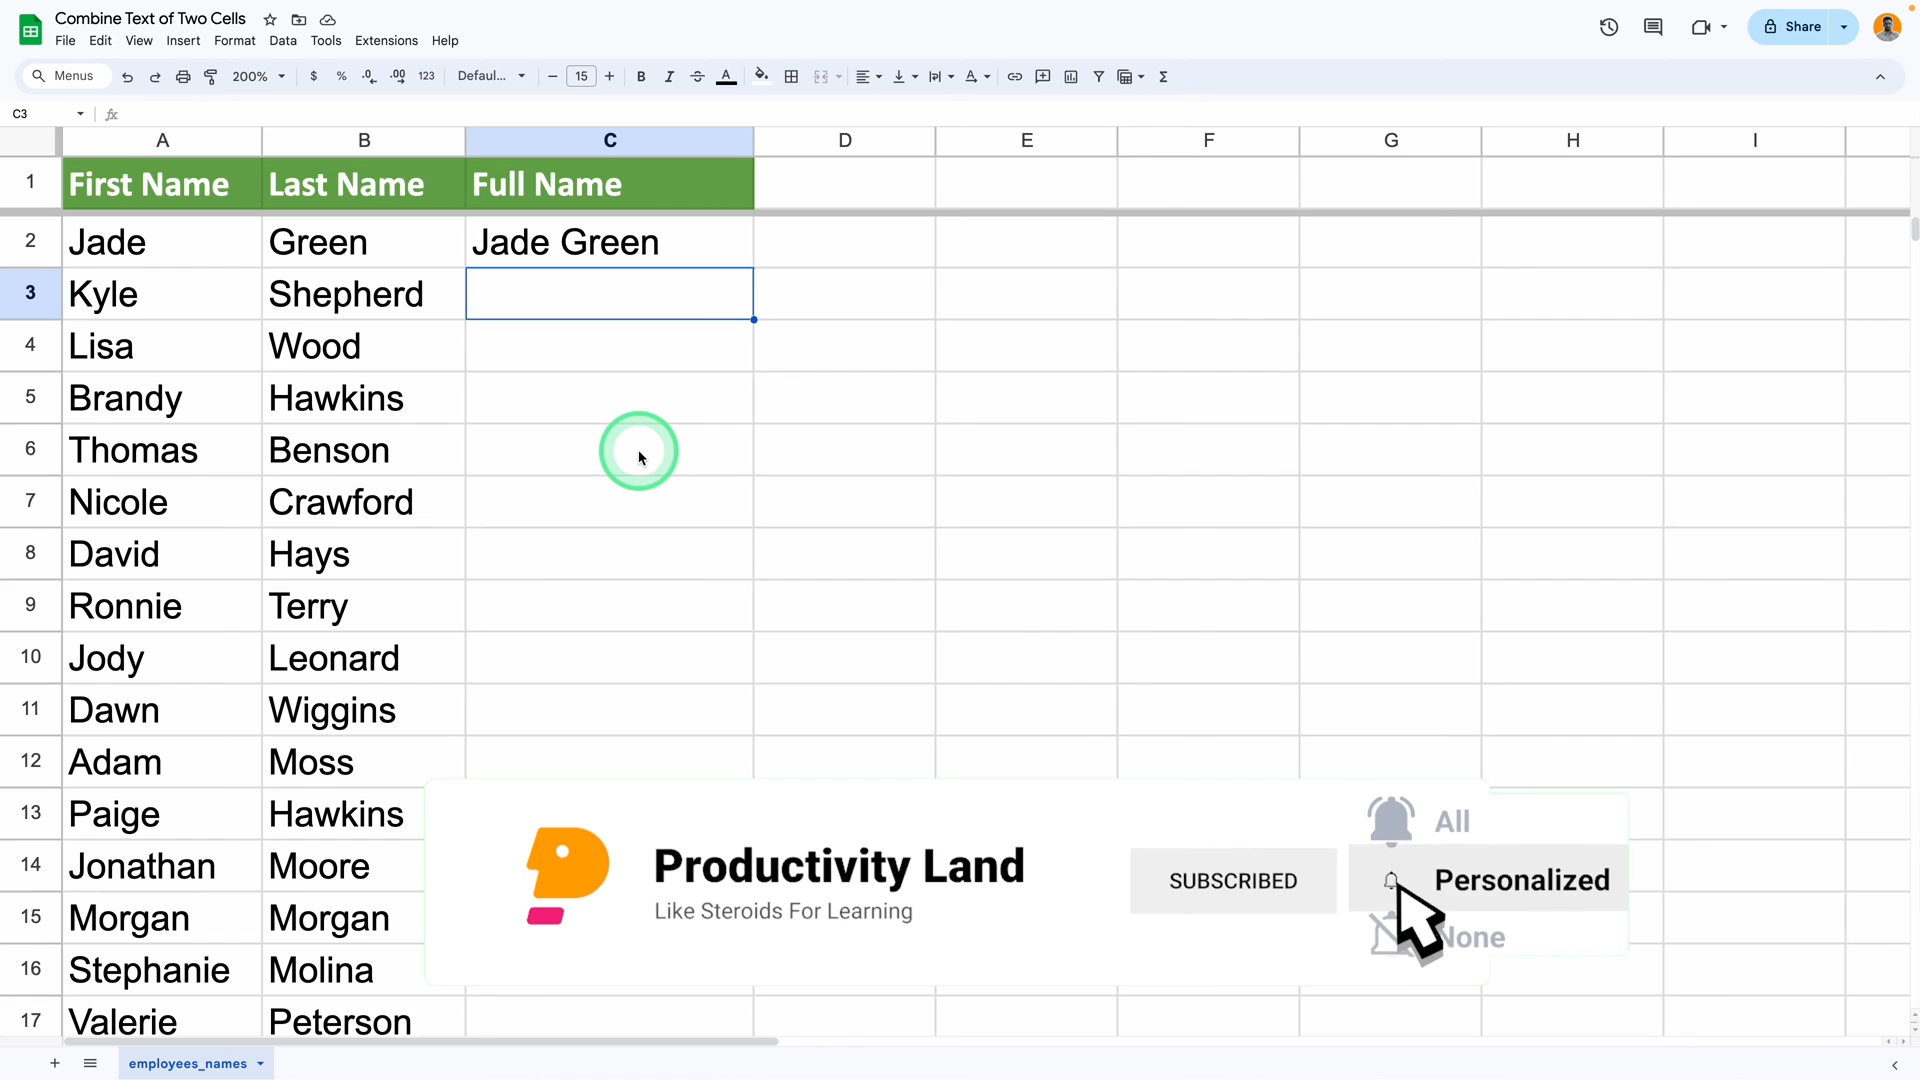 Combine Text of Two Cells
File Edit View Insert Format Data Tools Extensions Help
Share
Menus 200% $ % .0 .00 123 Defaul... 15 B I A Σ
C3 fx
A B C D E F G H I
1 First Name Last Name Full Name
2 Jade Green Jade Green
3 Kyle Shepherd
4 Lisa Wood
5 Brandy Hawkins
6 Thomas Benson
7 Nicole Crawford
8 David Hays
9 Ronnie Terry
10 Jody Leonard
11 Dawn Wiggins
12 Adam Moss
13 Paige Hawkins
14 Jonathan Moore
15 Morgan Morgan
16 Stephanie Molina
17 Valerie Peterson
Productivity Land
Like Steroids For Learning
SUBSCRIBED
All
Personalized
None
employees_names